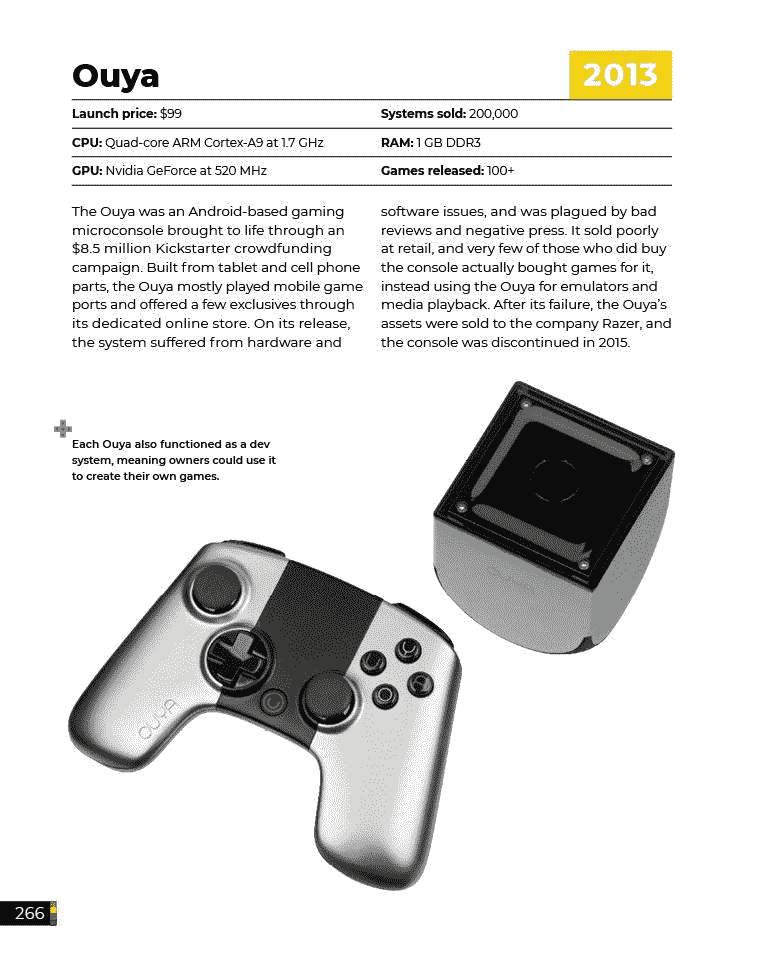 Ouya
2013
Launch price: $99
Systems sold: 200,000
CPU: Quad-core ARM Cortex-A9 at 1.7 GHz
RAM: 1 GB DDR3
GPU: Nvidia GeForce at 520 MHz
Games released: 100+
The Ouya was an Android-based gaming
microconsole brought to life through an
$8.5 million Kickstarter crowdfunding
campaign. Built from tablet and cell phone
parts, the Ouya mostly played mobile game
ports and offered a few exclusives through
its dedicated online store. On its release,
the system suffered from hardware and
software issues, and was plagued by bad
reviews and negative press. It sold poorly
at retail, and very few of those who did buy
the console actually bought games for it,
instead using the Ouya for emulators and
media playback. After its failure, the Ouya’s
assets were sold to the company Razer, and
the console was discontinued in 2015.
Each Ouya also functioned as a dev
system, meaning owners could use it
to create their own games.
OUYA
OUYA
U
Y
O
A
266